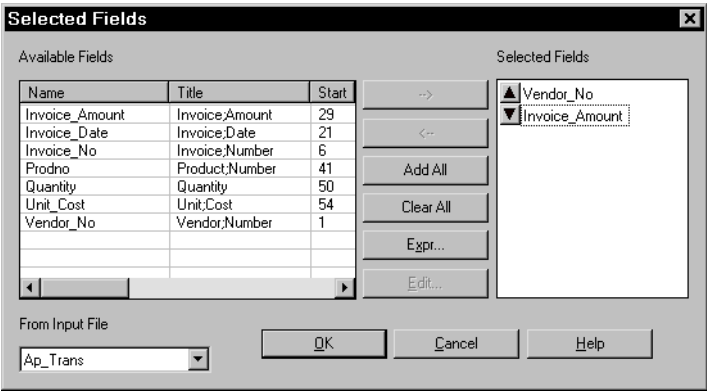 Selected Fields
Available Fields
Selected Fields
Name Title Start
Invoice_Amount Invoice;Amount 29
Invoice_Date Invoice;Date 21
Invoice_No Invoice;Number 6
Prodno Product;Number 41
Quantity Quantity 50
Unit_Cost Unit;Cost 54
Vendor_No Vendor;Number 1
-->
<--
Add All
Clear All
Expr...
Edit...
Vendor_No
Invoice_Amount
From Input File
Ap_Trans
OK Cancel Help